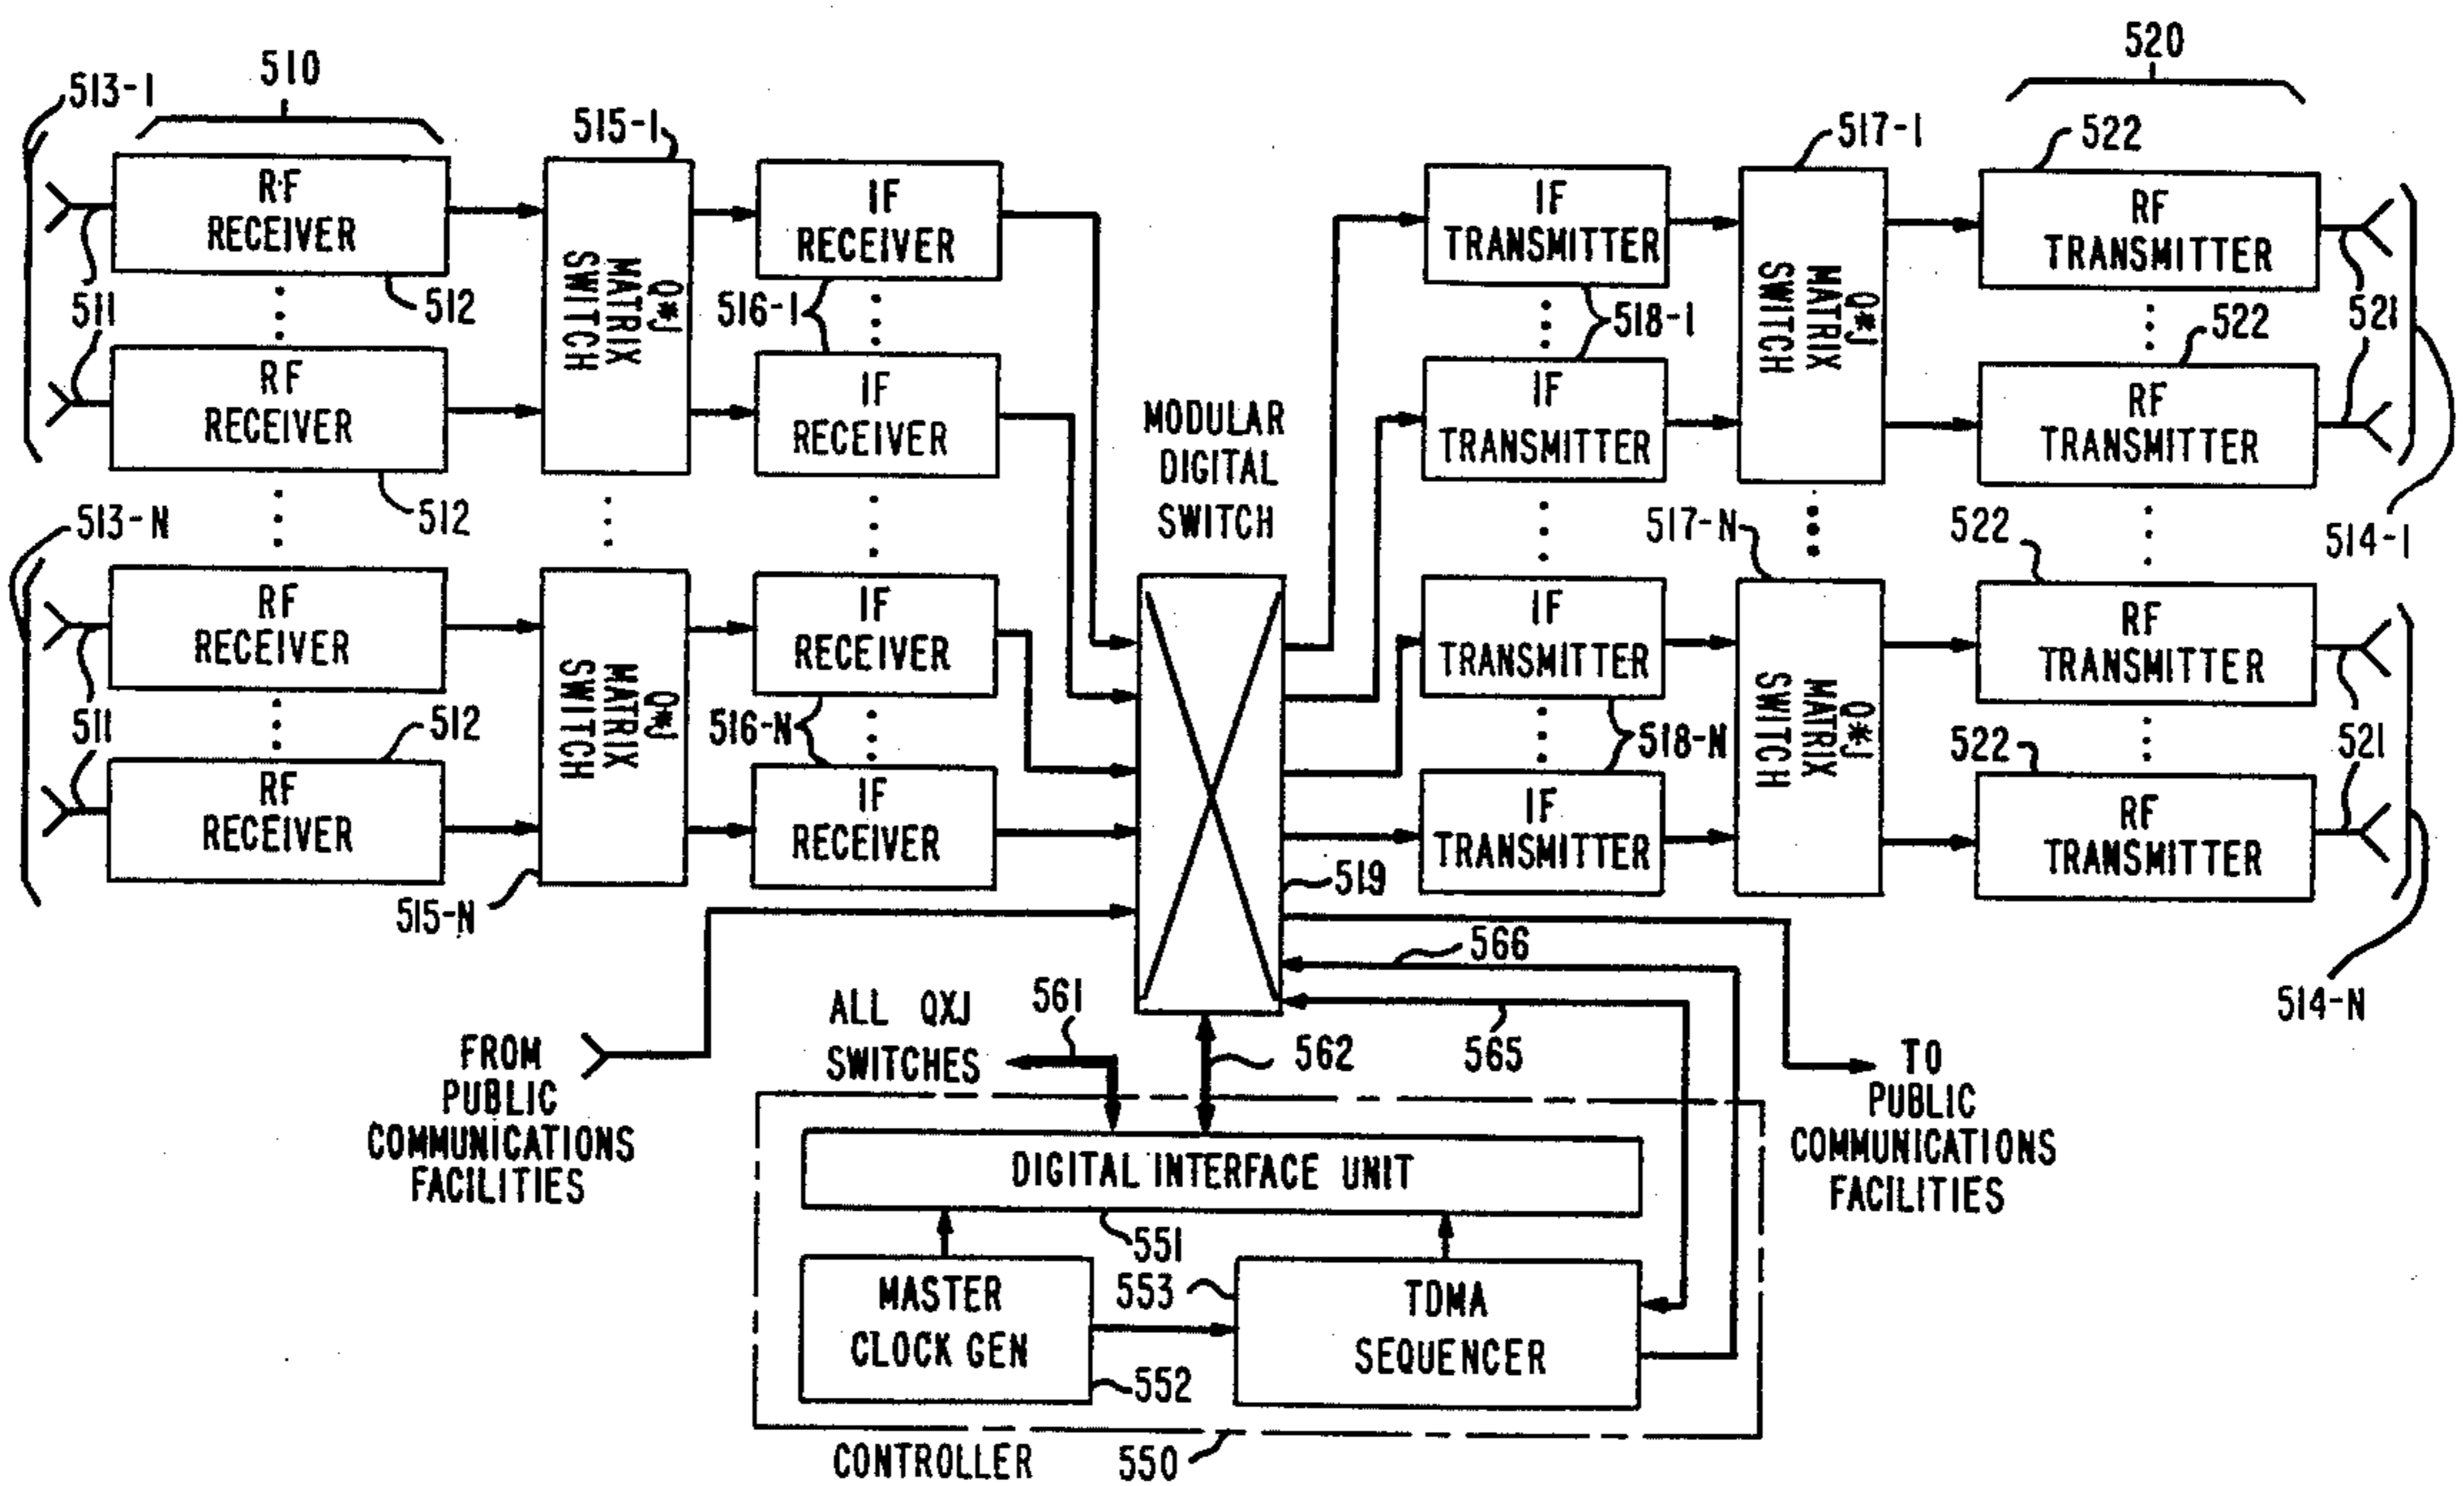 513-1
510
515-1
520
522
517-1
RF
RECEIVER
IF
RECEIVER
IF
TRANSMITTER
RF
TRANSMITTER
Q*J
MATRIX
SWITCH
Q*J
MATRIX
SWITCH
511
512
516-1
518-1
522
521
RF
RECEIVER
IF
RECEIVER
IF
TRANSMITTER
RF
TRANSMITTER
MODULAR
DIGITAL
SWITCH
513-N
512
517-N
522
514-1
RF
RECEIVER
IF
RECEIVER
IF
TRANSMITTER
RF
TRANSMITTER
Q*J
MATRIX
SWITCH
Q*J
MATRIX
SWITCH
511
512
516-N
518-N
522
521
RF
RECEIVER
IF
RECEIVER
IF
TRANSMITTER
RF
TRANSMITTER
515-N
519
566
514-N
ALL QXJ
SWITCHES
561
562
565
FROM
PUBLIC
COMMUNICATIONS
FACILITIES
TO
PUBLIC
COMMUNICATIONS
FACILITIES
DIGITAL INTERFACE UNIT
551
553
MASTER
CLOCK GEN
552
TDMA
SEQUENCER
CONTROLLER
550